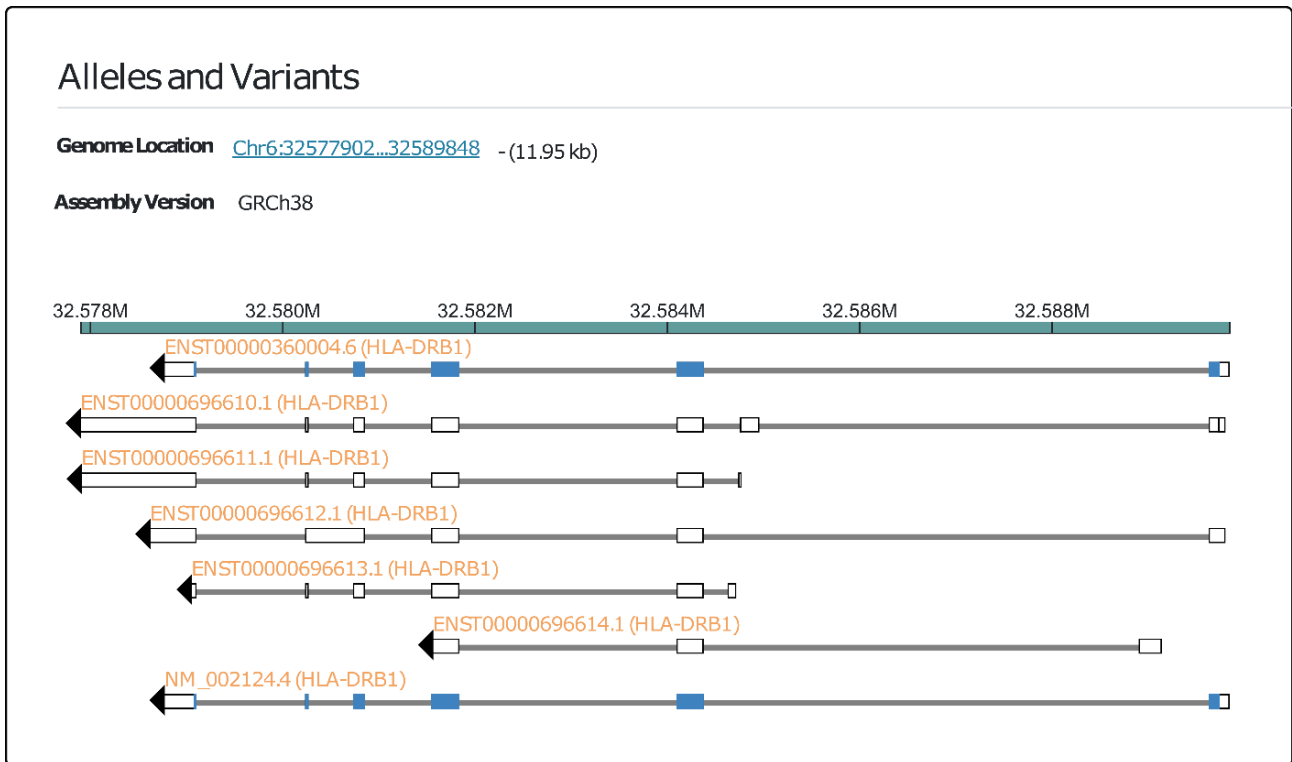 Alleles and Variants
Genome Location Chr6:32577902...32589848 - (11.95 kb)
Assembly Version GRCh38
32.578M 32.580M 32.582M 32.584M 32.586M 32.588M
ENST00000360004.6 (HLA-DRB1)
ENST00000696610.1 (HLA-DRB1)
ENST00000696611.1 (HLA-DRB1)
ENST00000696612.1 (HLA-DRB1)
ENST00000696613.1 (HLA-DRB1)
ENST00000696614.1 (HLA-DRB1)
NM_002124.4 (HLA-DRB1)